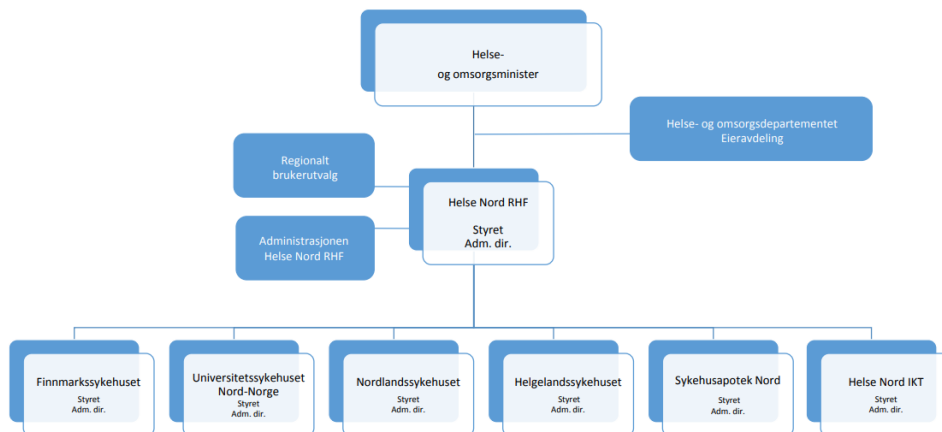 Helse-
og omsorgsminister
Helse- og omsorgsdepartementet
Eieravdeling
Regionalt
brukerutvalg
Helse Nord RHF
Styret
Adm. dir.
Administrasjonen
Helse Nord RHF
Finnmarkssykehuset
Styret
Adm. dir.
Universitetssykehuset
Nord-Norge
Styret
Adm. dir.
Nordlandssykehuset
Styret
Adm. dir.
Helgelandssykehuset
Styret
Adm. dir.
Sykehusapotek Nord
Styret
Adm. dir.
Helse Nord IKT
Styret
Adm. dir.